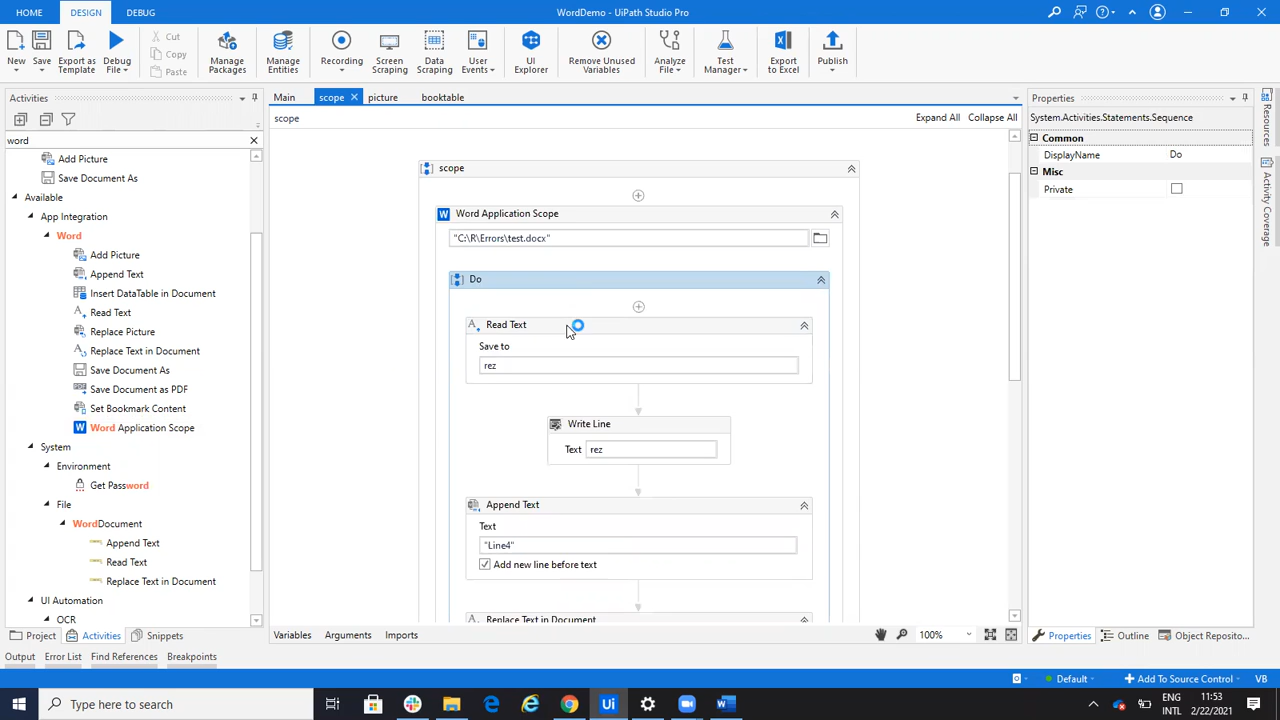 HOME
DESIGN
DEBUG
WordDemo - UiPath Studio Pro
New
Save
Export as Template
Debug File
Cut
Copy
Paste
Manage Packages
Manage Entities
Recording
Screen Scraping
Data Scraping
User Events
UI Explorer
Remove Unused Variables
Analyze File
Test Manager
Export to Excel
Publish
Activities
word
Add Picture
Save Document As
Available
App Integration
Word
Add Picture
Append Text
Insert DataTable in Document
Read Text
Replace Picture
Replace Text in Document
Save Document As
Save Document as PDF
Set Bookmark Content
Word Application Scope
System
Environment
Get Password
File
WordDocument
Append Text
Read Text
Replace Text in Document
UI Automation
OCR
Project
Activities
Snippets
Main
scope
picture
booktable
scope
Expand All
Collapse All
scope
Word Application Scope
"C:\R\Errors\test.docx"
Do
Read Text
Save to
rez
Write Line
Text
rez
Append Text
Text
"Line4"
Add new line before text
Replace Text in Document
Variables
Arguments
Imports
100%
Properties
System.Activities.Statements.Sequence
Common
DisplayName
Do
Misc
Private
Resources
Activity Coverage
Properties
Outline
Object Reposito...
Output
Error List
Find References
Breakpoints
0
Default
Add To Source Control
VB
Type here to search
Ui
ENG
INTL
11:53
2/22/2021